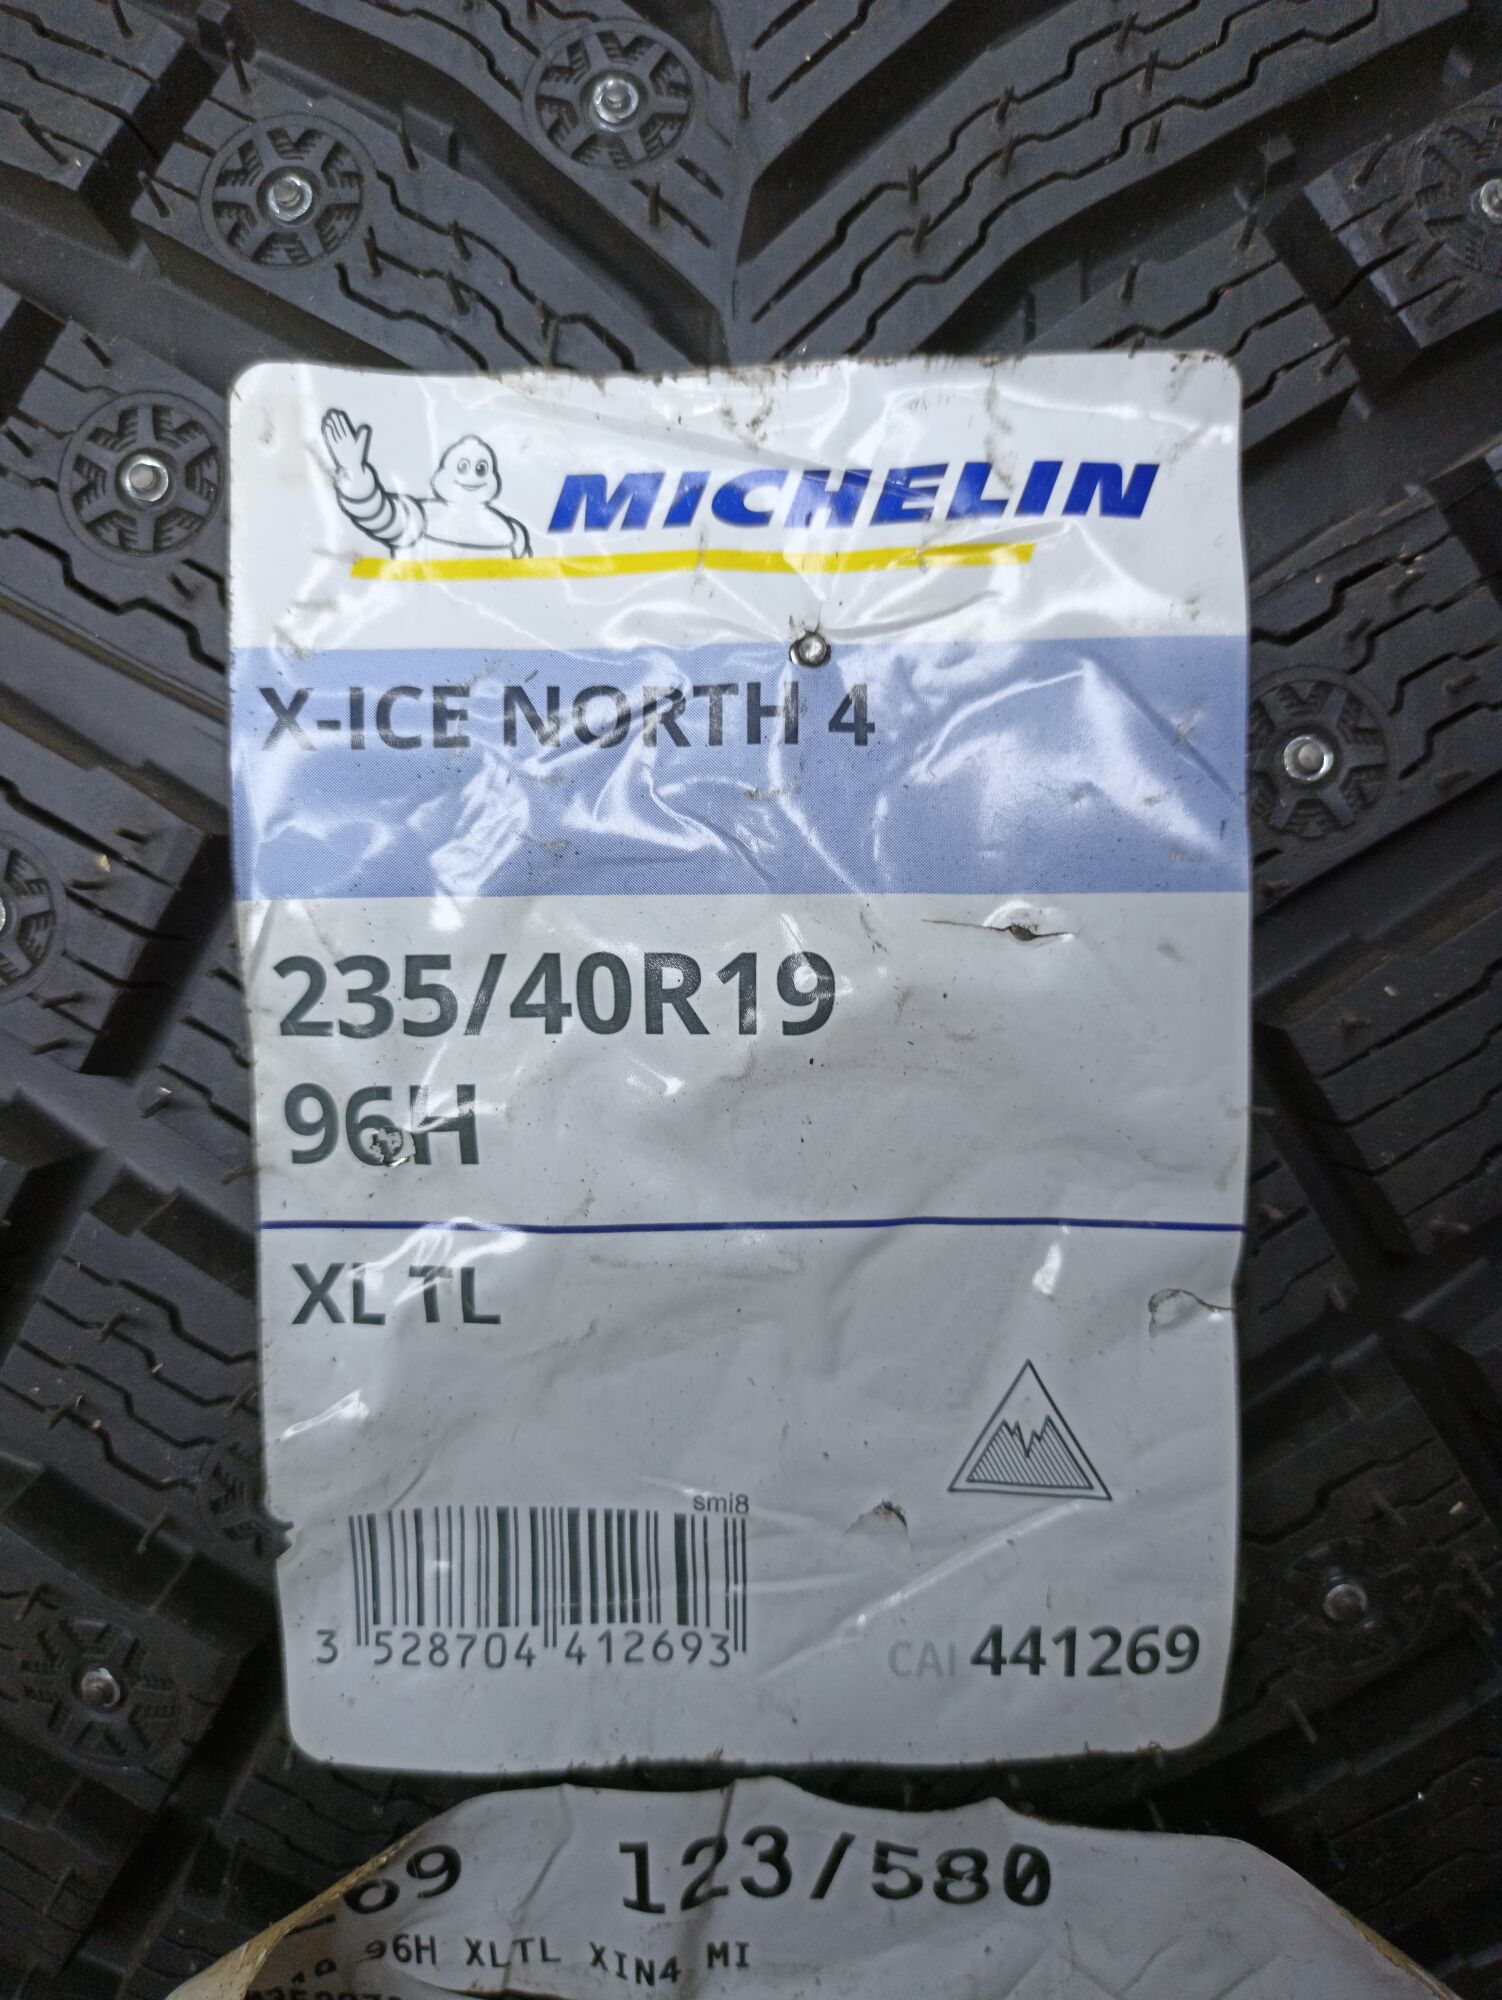 MICHELIN
X-ICE NORTH 4
235/40R19
96H
XL TL
smi8
3 528704 412693
CAI 441269
69 123/580
96H XLTL XIN4 MI